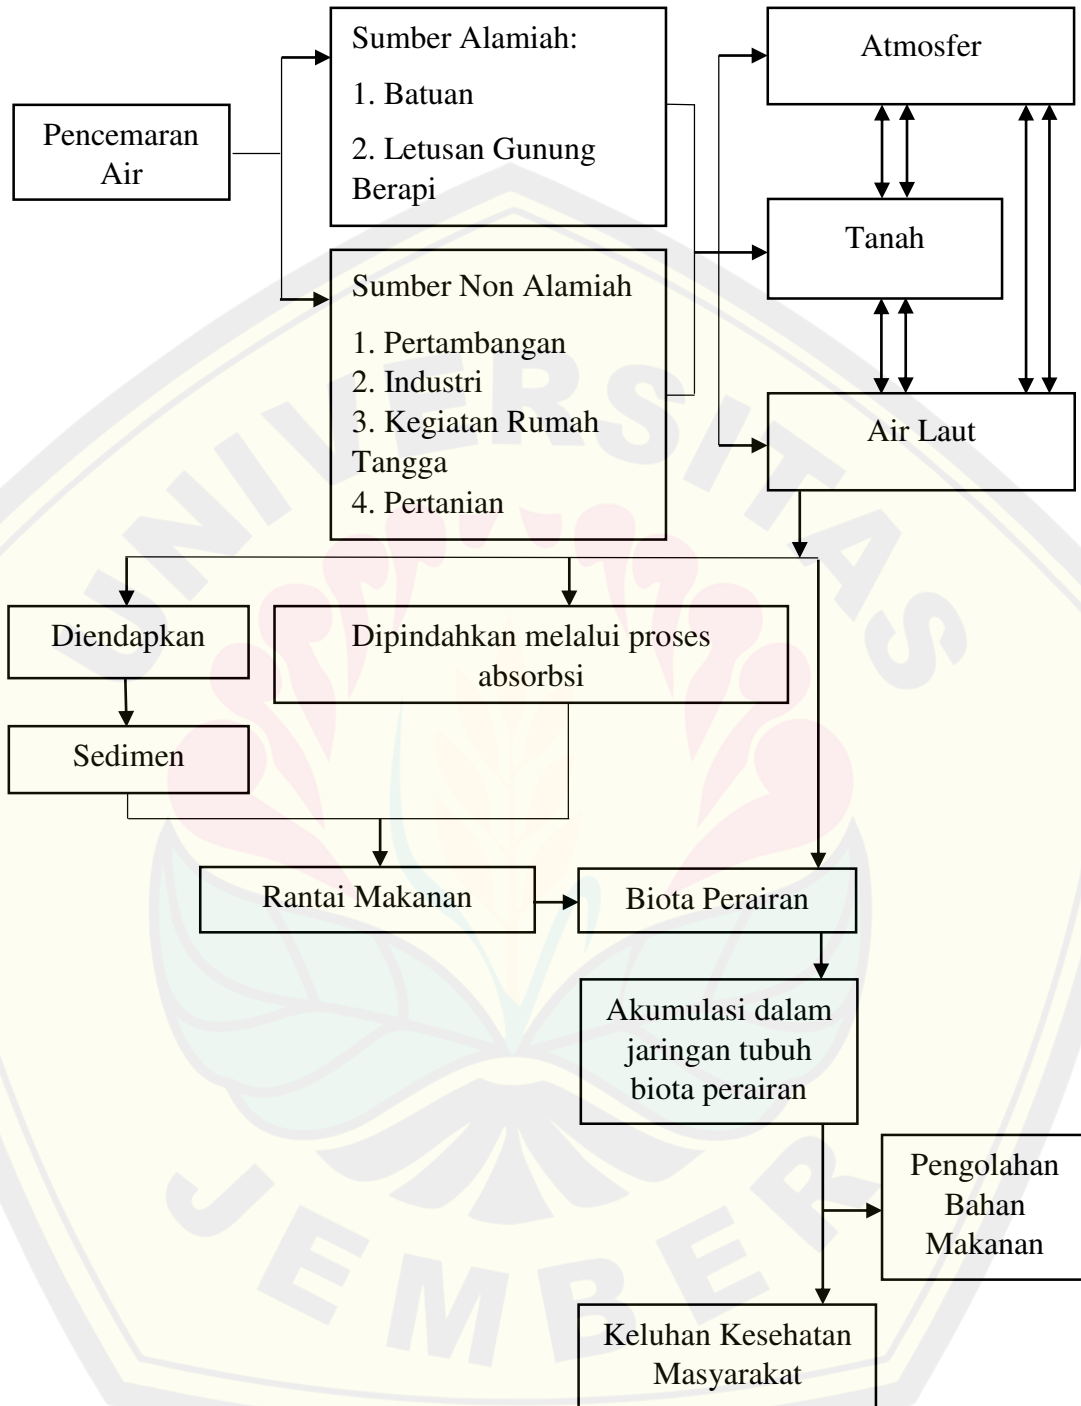 Pencemaran
Air
Sumber Alamiah:
1. Batuan
2. Letusan Gunung
Berapi
Sumber Non Alamiah
1. Pertambangan
2. Industri
3. Kegiatan Rumah
Tangga
4. Pertanian
Atmosfer
Tanah
Air Laut
Diendapkan
Dipindahkan melalui proses
absorbsi
Sedimen
Rantai Makanan
Biota Perairan
Akumulasi dalam
jaringan tubuh
biota perairan
Pengolahan
Bahan
Makanan
Keluhan Kesehatan
Masyarakat
UNIVERSITAS
JEMBER